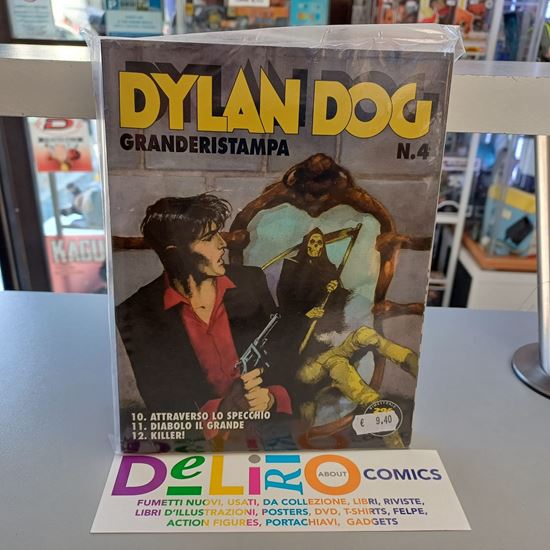 DYLAN DOG
GRANDERISTAMPA
N.4
10. ATTRAVERSO LO SPECCHIO
11. DIABOLO IL GRANDE
12. KILLER!
€ 9,40
DeLiRiO
ABOUT
COMICS
FUMETTI NUOVI, USATI, DA COLLEZIONE, LIBRI, RIVISTE,
LIBRI D'ILLUSTRAZIONI, POSTERS, DVD, T-SHIRTS, FELPE,
ACTION FIGURES, PORTACHIAVI, GADGETS